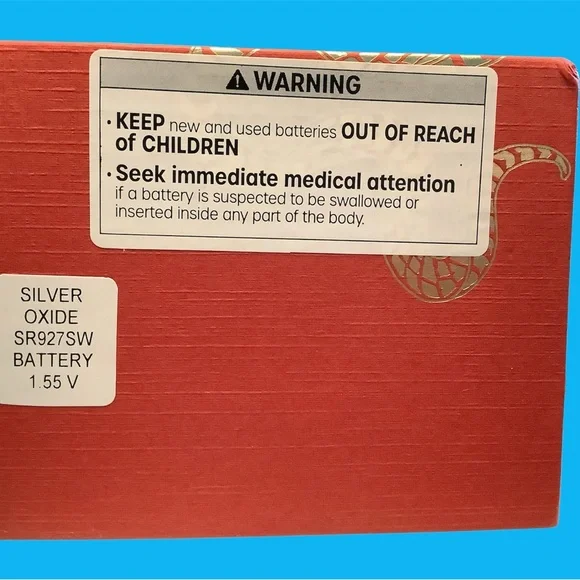 ⚠ WARNING
· KEEP new and used batteries OUT OF REACH
of CHILDREN
· Seek immediate medical attention
if a battery is suspected to be swallowed or
inserted inside any part of the body.
SILVER
OXIDE
SR927SW
BATTERY
1.55 V